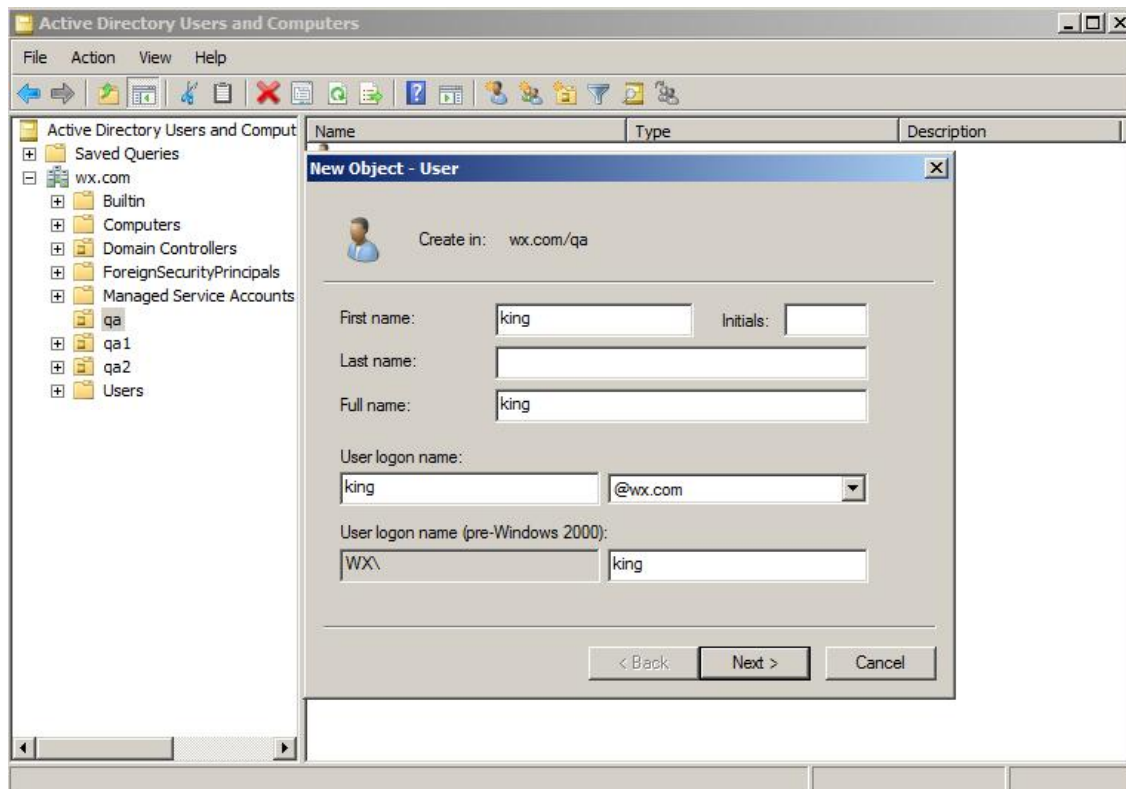 Active Directory Users and Computers
File Action View Help
Active Directory Users and Comput
Saved Queries
wx.com
Builtin
Computers
Domain Controllers
ForeignSecurityPrincipals
Managed Service Accounts
qa
qa1
qa2
Users
Name Type Description
New Object - User
Create in: wx.com/qa
First name: king Initials:
Last name:
Full name: king
User logon name:
king @wx.com
User logon name (pre-Windows 2000):
WX\ king
< Back Next > Cancel